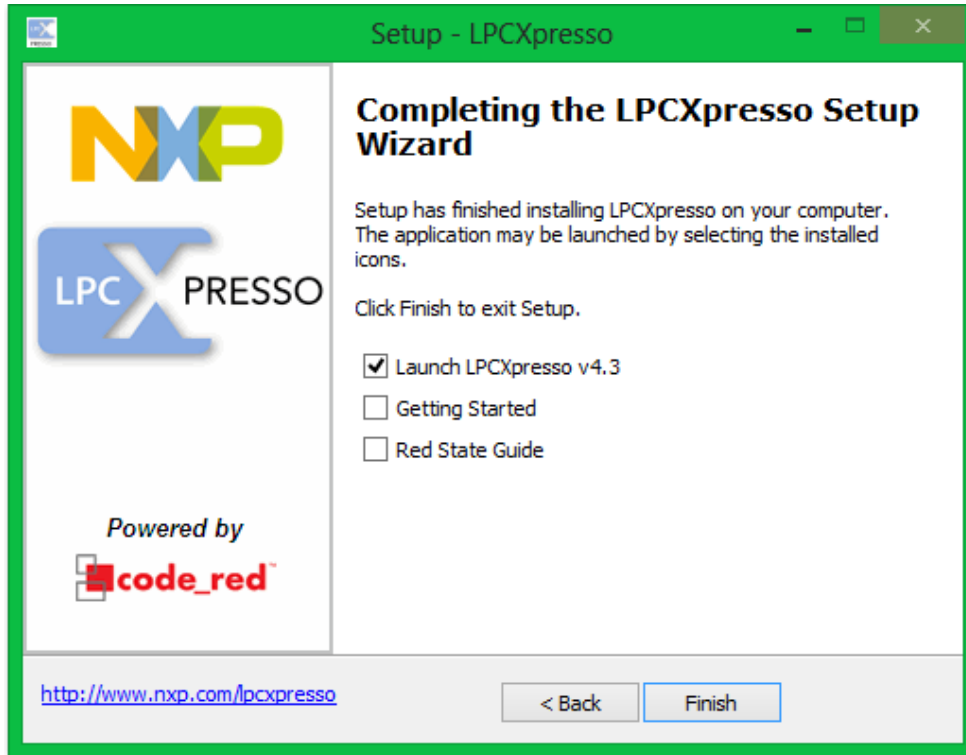 Setup - LPCXpresso
NXP
LPC PRESSO
Powered by
code_red
Completing the LPCXpresso Setup
Wizard
Setup has finished installing LPCXpresso on your computer.
The application may be launched by selecting the installed
icons.
Click Finish to exit Setup.
Launch LPCXpresso v4.3
Getting Started
Red State Guide
http://www.nxp.com/lpcxpresso
< Back
Finish